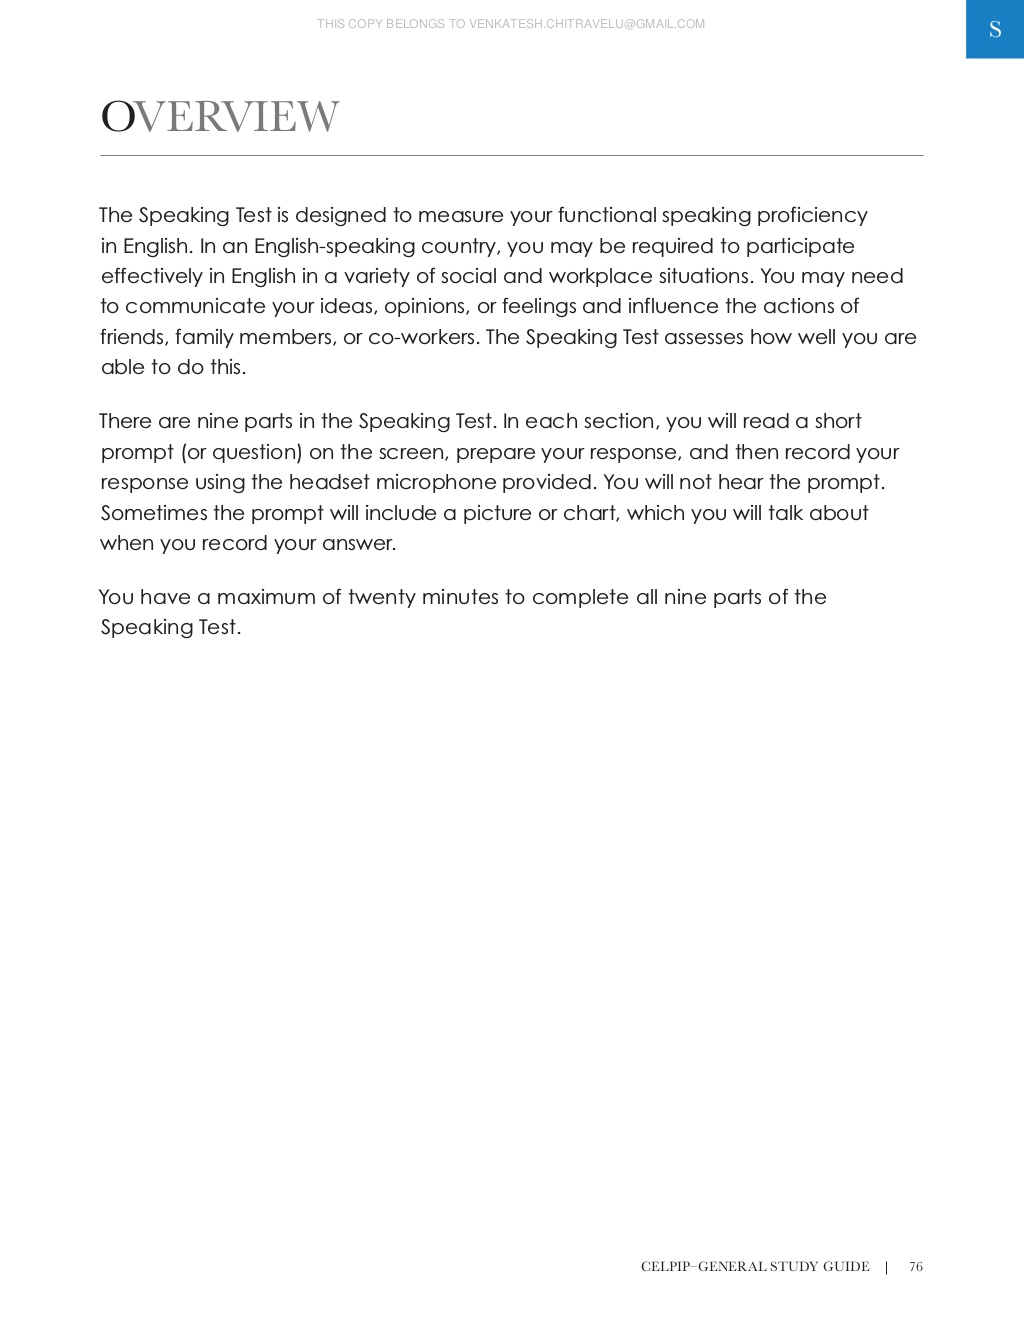 THIS COPY BELONGS TO VENKATESH.CHITRAVELU@GMAIL.COM
S
OVERVIEW
The Speaking Test is designed to measure your functional speaking proficiency
in English. In an English-speaking country, you may be required to participate
effectively in English in a variety of social and workplace situations. You may need
to communicate your ideas, opinions, or feelings and influence the actions of
friends, family members, or co-workers. The Speaking Test assesses how well you are
able to do this.
There are nine parts in the Speaking Test. In each section, you will read a short
prompt (or question) on the screen, prepare your response, and then record your
response using the headset microphone provided. You will not hear the prompt.
Sometimes the prompt will include a picture or chart, which you will talk about
when you record your answer.
You have a maximum of twenty minutes to complete all nine parts of the
Speaking Test.
CELPIP–GENERAL STUDY GUIDE | 76